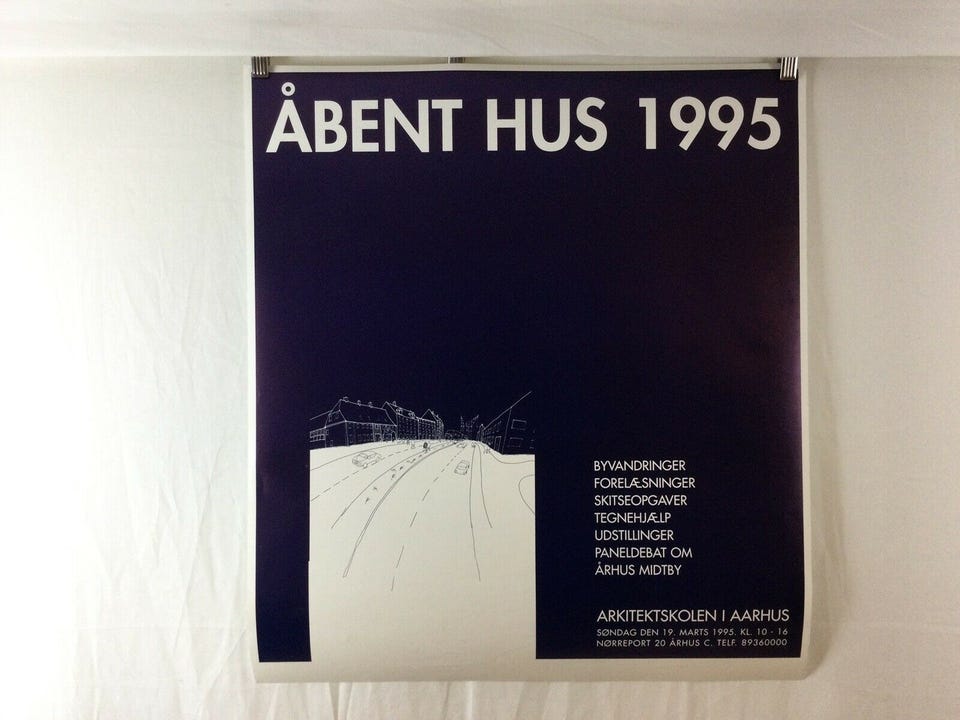 ÅBENT HUS 1995
BYVANDRINGER
FORELÆSNINGER
SKITSEOPGAVER
TEGNEHJÆLP
UDSTILLINGER
PANELDEBAT OM
ÅRHUS MIDTBY
ARKITEKTSKOLEN I AARHUS
SØNDAG DEN 19. MARTS 1995. KL. 10 - 16
NØRREPORT 20 ÅRHUS C. TELF. 89360000